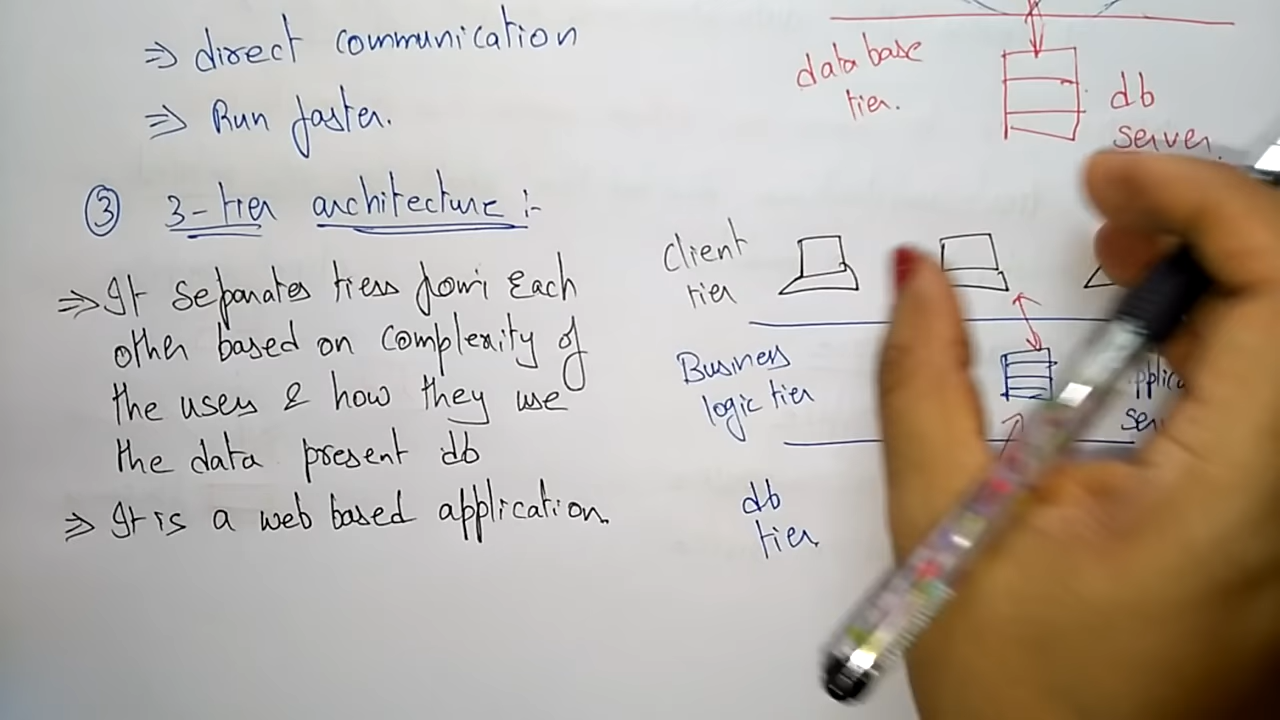 ⇒ direct communication
⇒ Run faster.
③ 3-tier architecture :-
⇒ It separates tiers from Each
other based on complexity of
the users & how they use
the data present db
⇒ It is a web based application.
data base
tier.
db
server.
Client
tier
Business
logic tier
db
tier